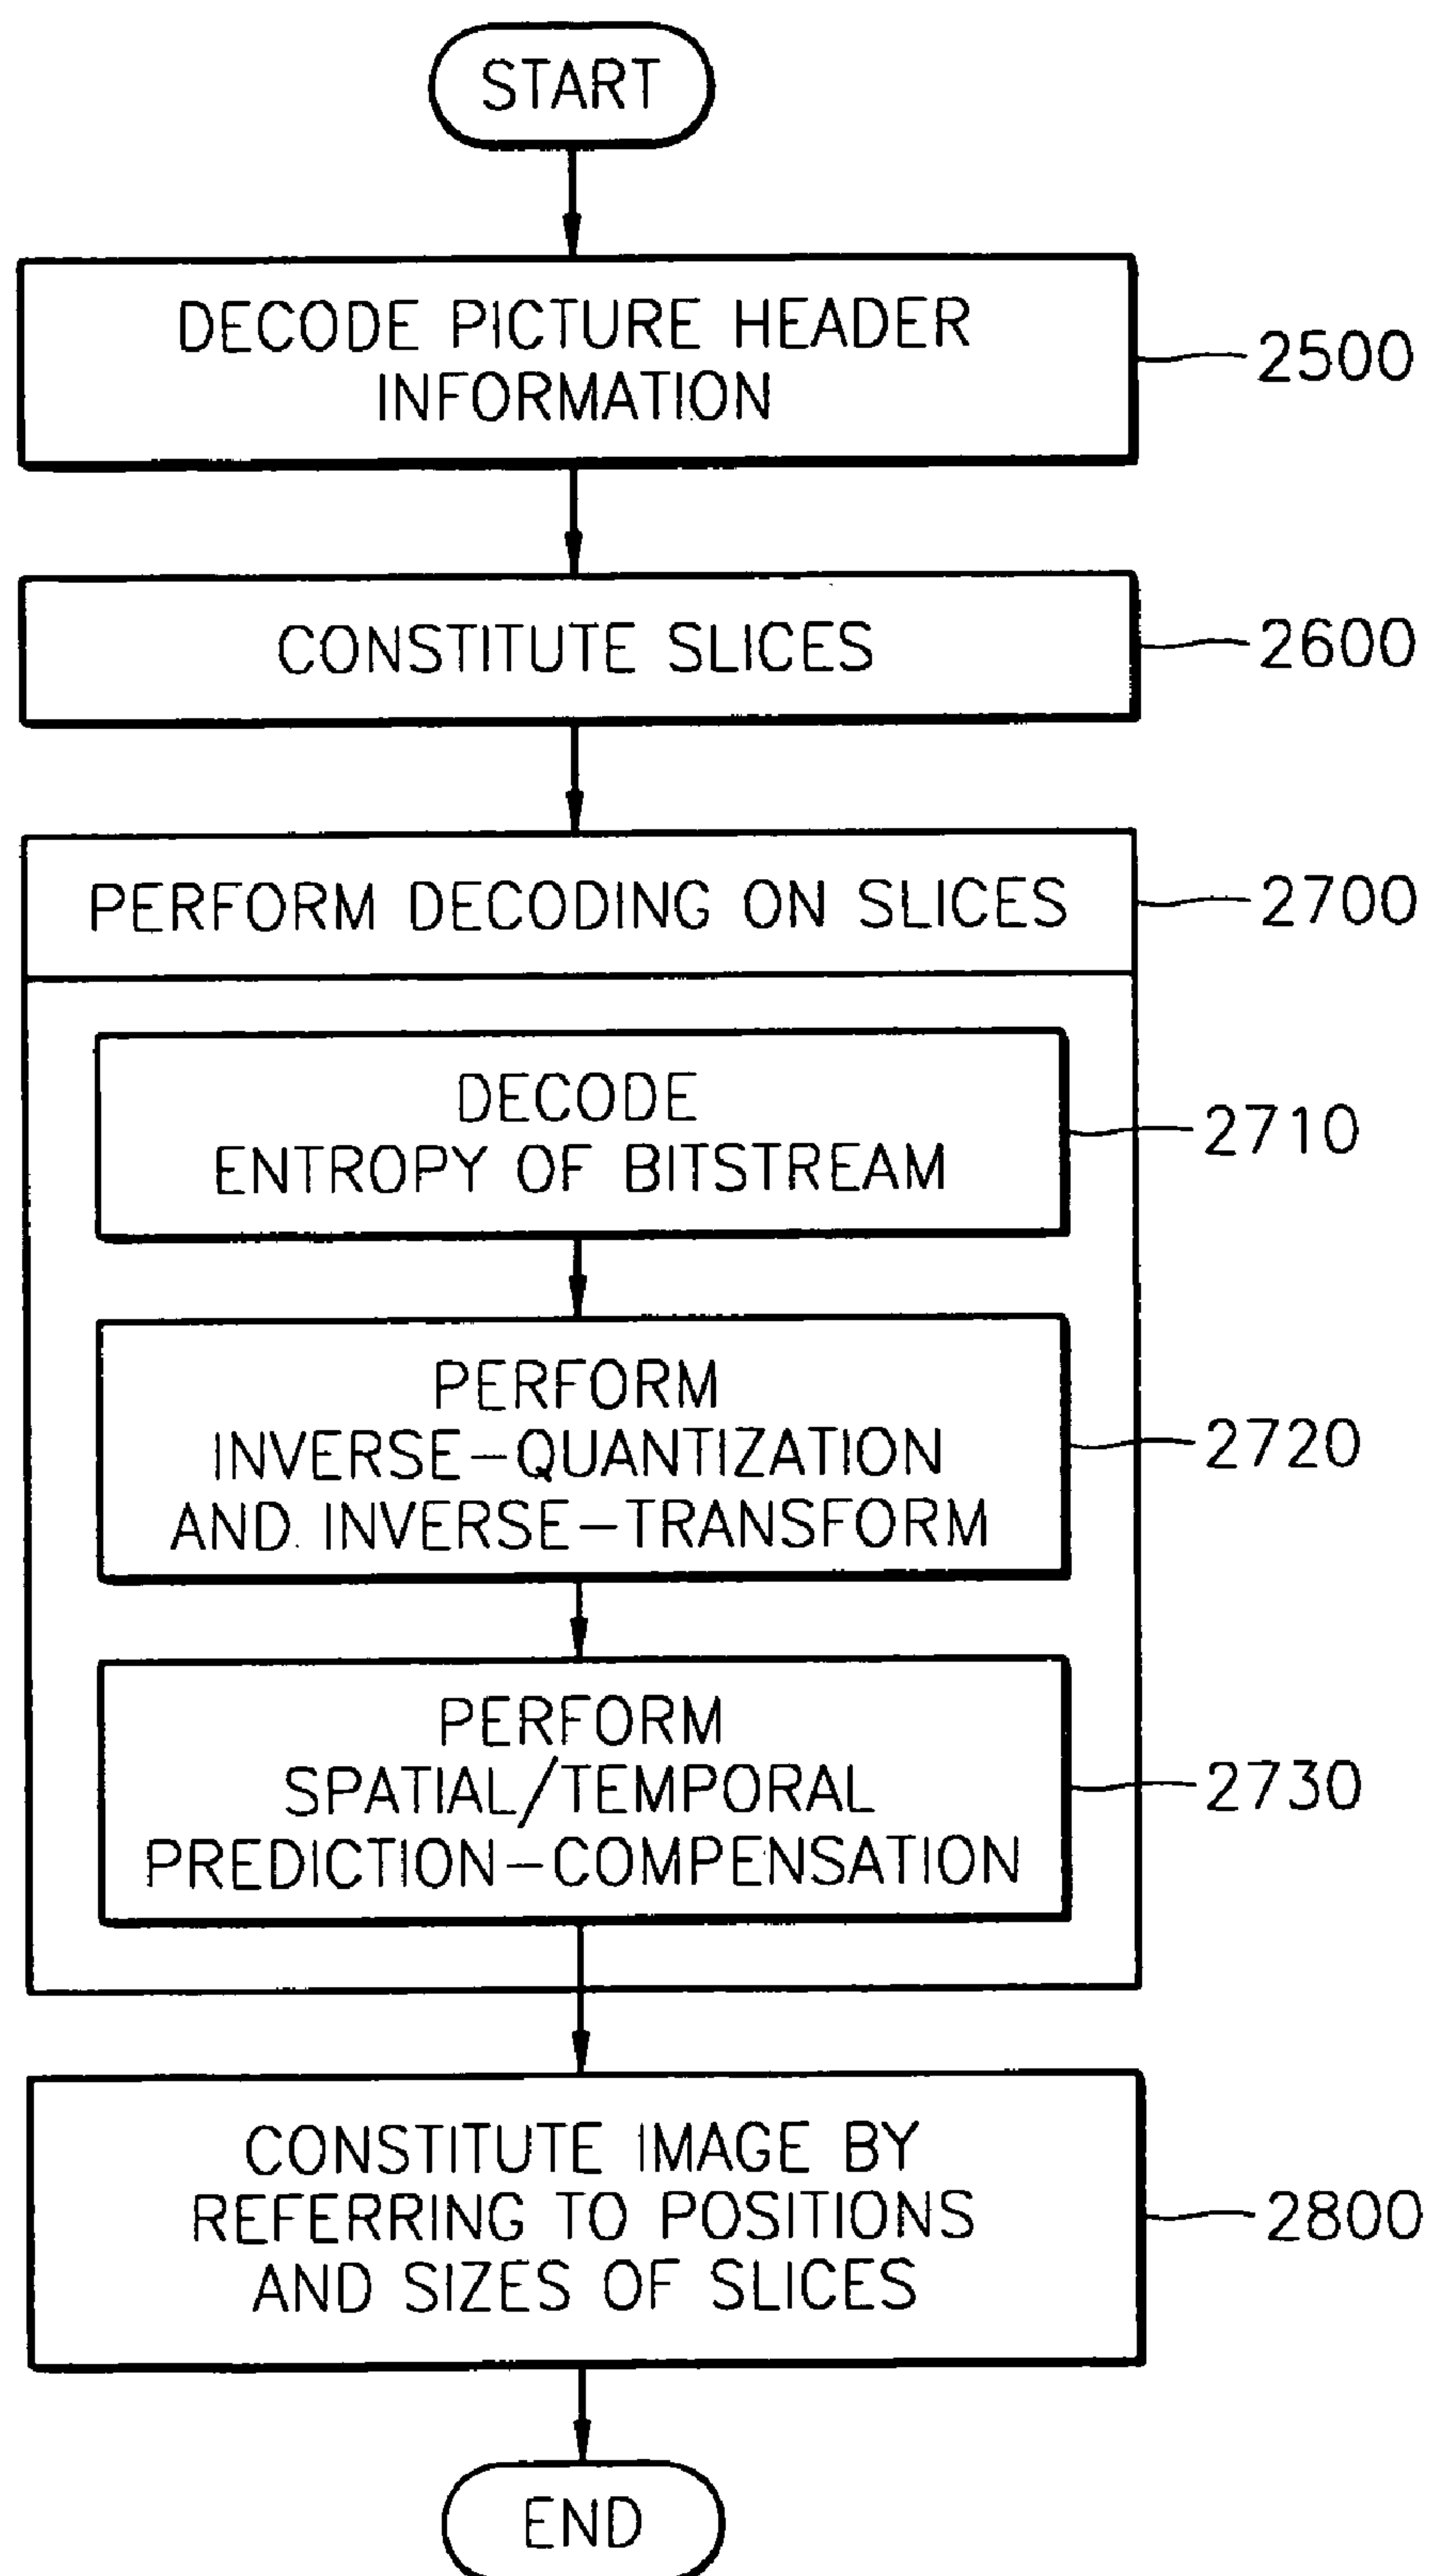 START
DECODE PICTURE HEADER
INFORMATION
2500
CONSTITUTE SLICES
2600
PERFORM DECODING ON SLICES
2700
DECODE
ENTROPY OF BITSTREAM
2710
PERFORM
INVERSE-QUANTIZATION
AND INVERSE-TRANSFORM
2720
PERFORM
SPATIAL/TEMPORAL
PREDICTION-COMPENSATION
2730
CONSTITUTE IMAGE BY
REFERRING TO POSITIONS
AND SIZES OF SLICES
2800
END